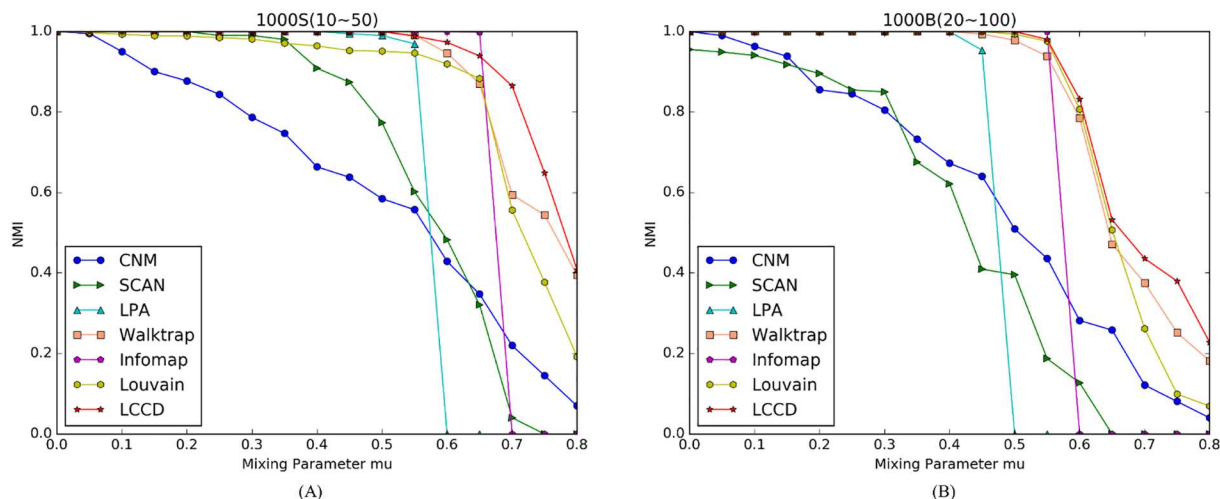 1000S(10~50)
1.0
0.8
0.6
0.4
0.2
0.0
NMI
CNM
SCAN
LPA
Walktrap
Infomap
Louvain
LCCD
0.0 0.1 0.2 0.3 0.4 0.5 0.6 0.7 0.8
Mixing Parameter mu
(A)
1000B(20~100)
1.0
0.8
0.6
0.4
0.2
0.0
NMI
CNM
SCAN
LPA
Walktrap
Infomap
Louvain
LCCD
0.0 0.1 0.2 0.3 0.4 0.5 0.6 0.7 0.8
Mixing Parameter mu
(B)